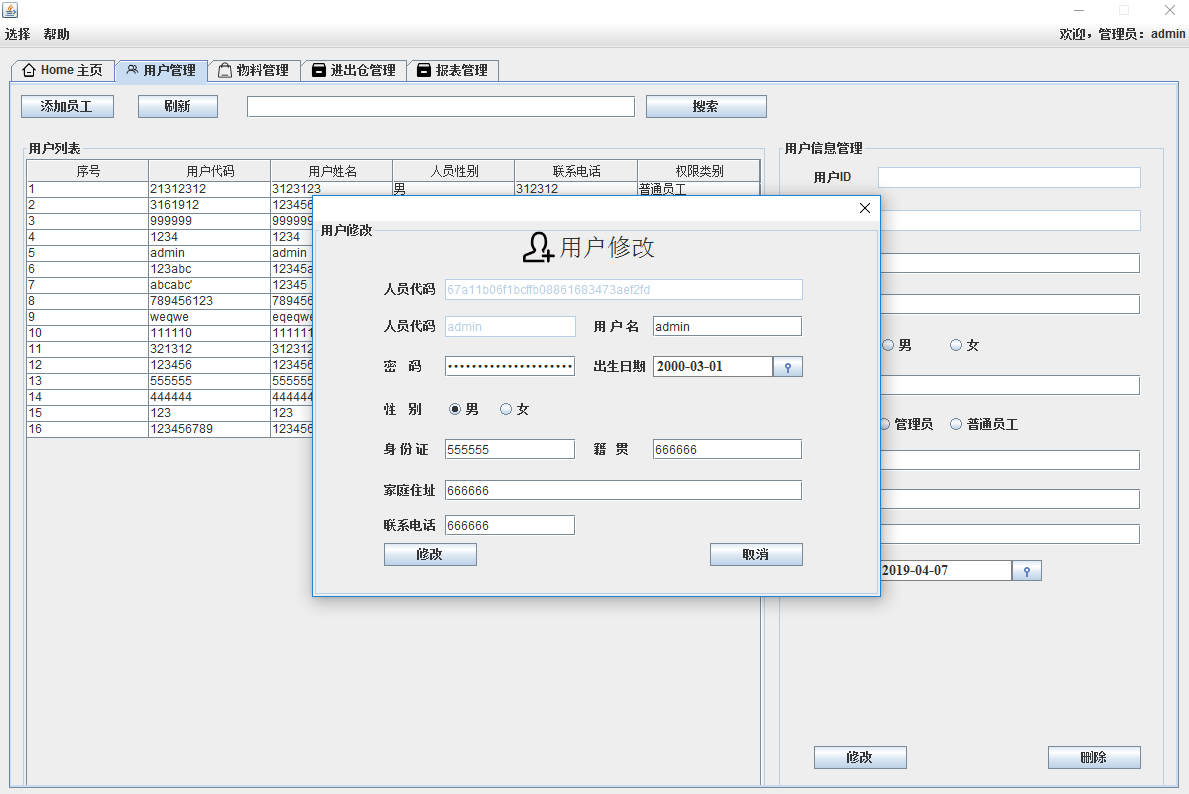 选择 帮助 欢迎，管理员：admin
Home 主页 用户管理 物料管理 进出仓管理 报表管理
添加员工 刷新 搜索
用户列表
序号 用户代码 用户姓名 人员性别 联系电话 权限类别
1 21312312 3123123 男 312312 普通员工
2 3161912 123456
3 999999 999999
4 1234 1234
5 admin admin
6 123abc 12345a
7 abcabc' 12345
8 789456123 789456
9 weqwe eqeqwe
10 111110 111111
11 321312 312312
12 123456 123456
13 555555 555555
14 444444 444444
15 123 123
16 123456789 123456
用户修改
用户修改
人员代码 67a11b06f1bcffb08861683473aef2fd
人员代码 admin 用 户 名 admin
密 码 ••••••••••••••••••••• 出生日期 2000-03-01
性 别 男 女
身 份 证 555555 籍 贯 666666
家庭住址 666666
联系电话 666666
修改 取消
用户信息管理
用户ID
男 女
管理员 普通员工
2019-04-07
修改 删除